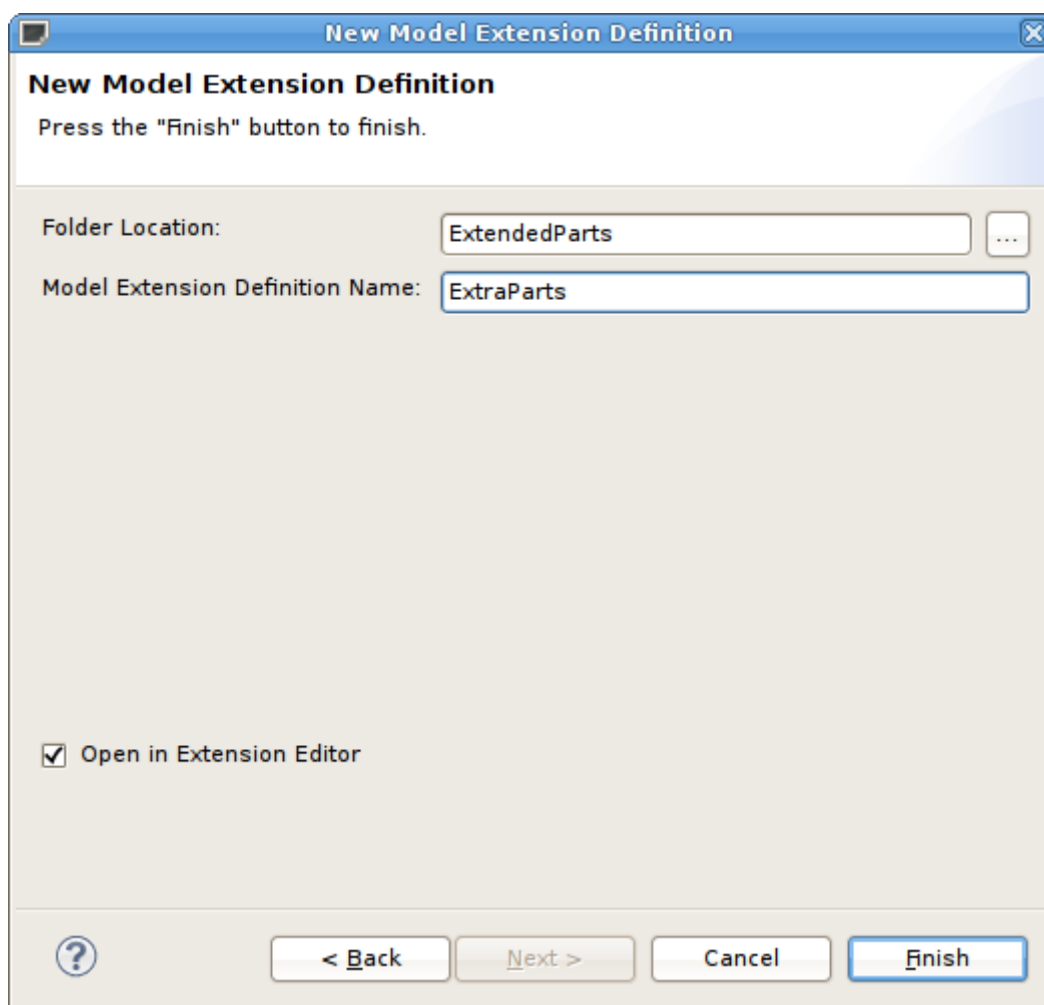 New Model Extension Definition
New Model Extension Definition
Press the "Finish" button to finish.
Folder Location: ExtendedParts ...
Model Extension Definition Name: ExtraParts
Open in Extension Editor
? < Back Next > Cancel Finish